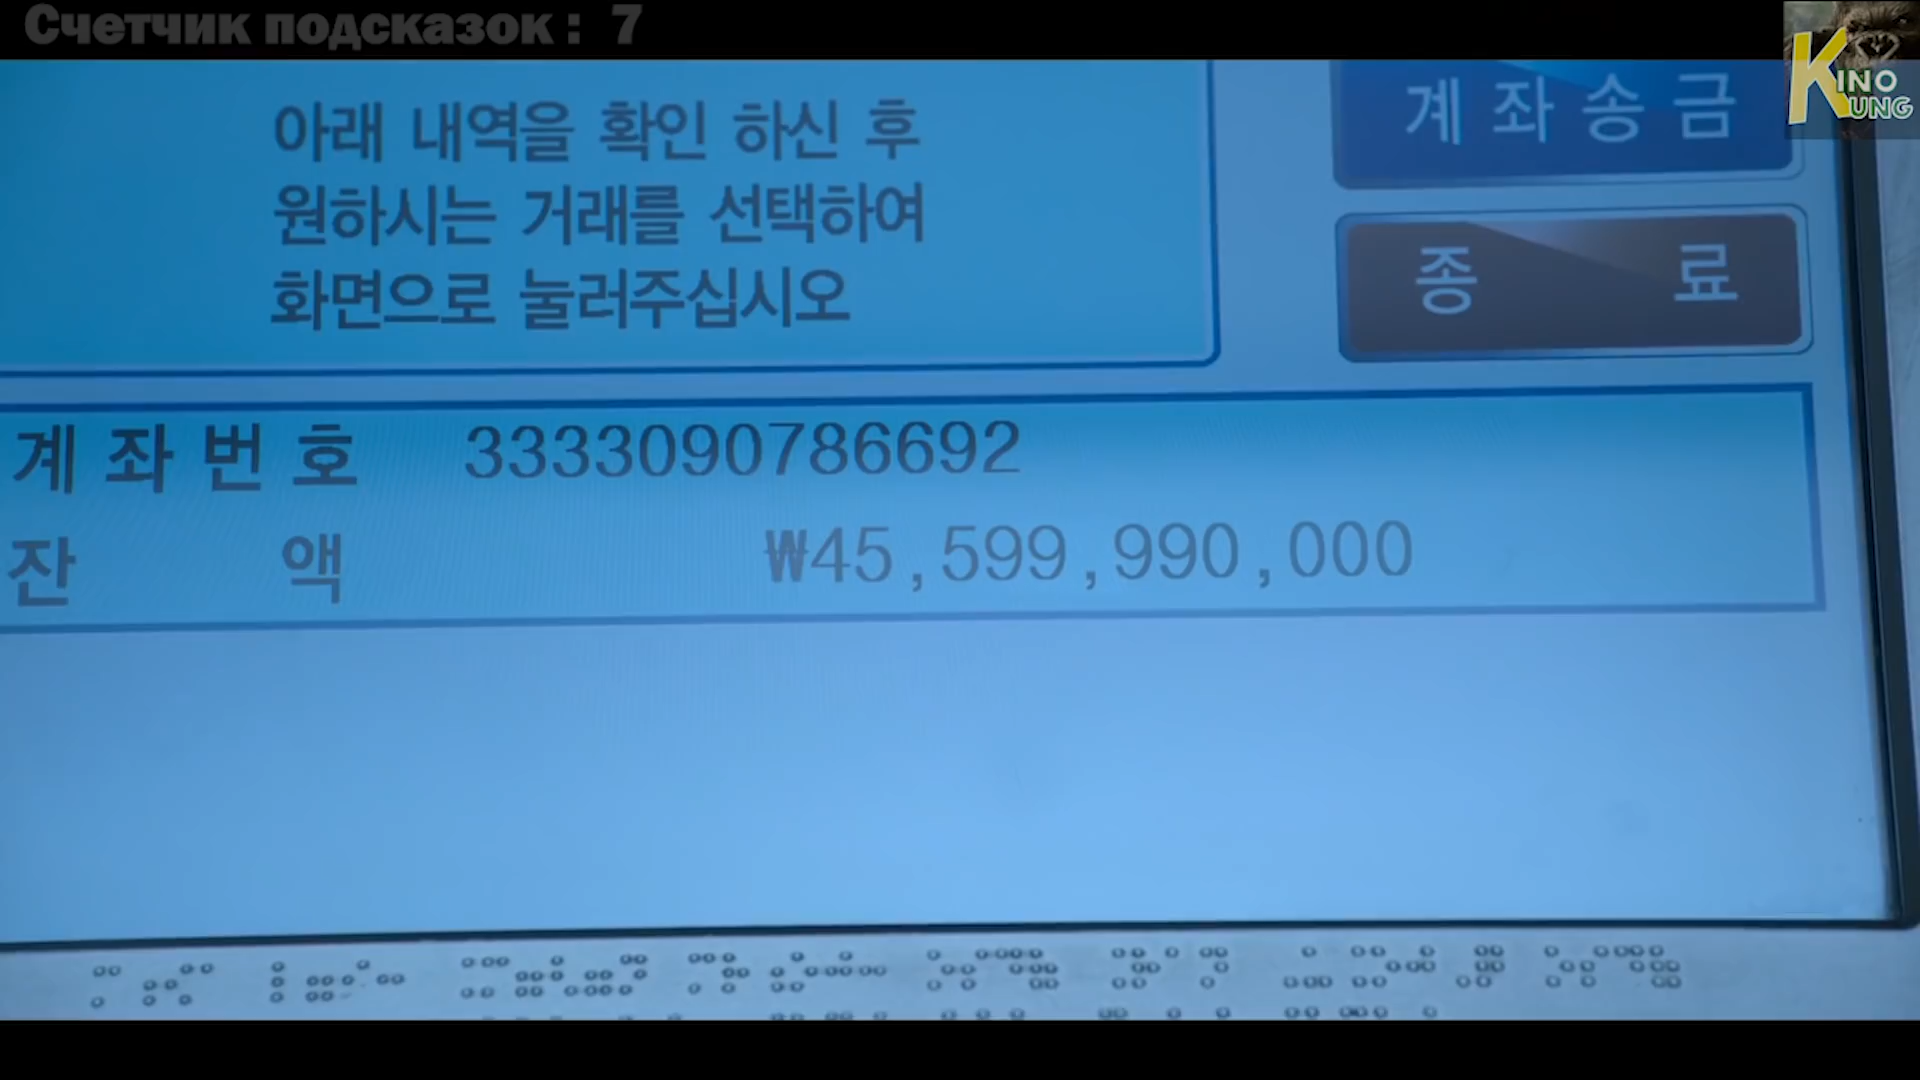 Счетчик подсказок : 7
KINO
KUNG
아래 내역을 확인 하신 후
원하시는 거래를 선택하여
화면으로 눌러주십시오
계좌송금
종 료
계좌번호 3333090786692
잔 액 ₩45,599,990,000